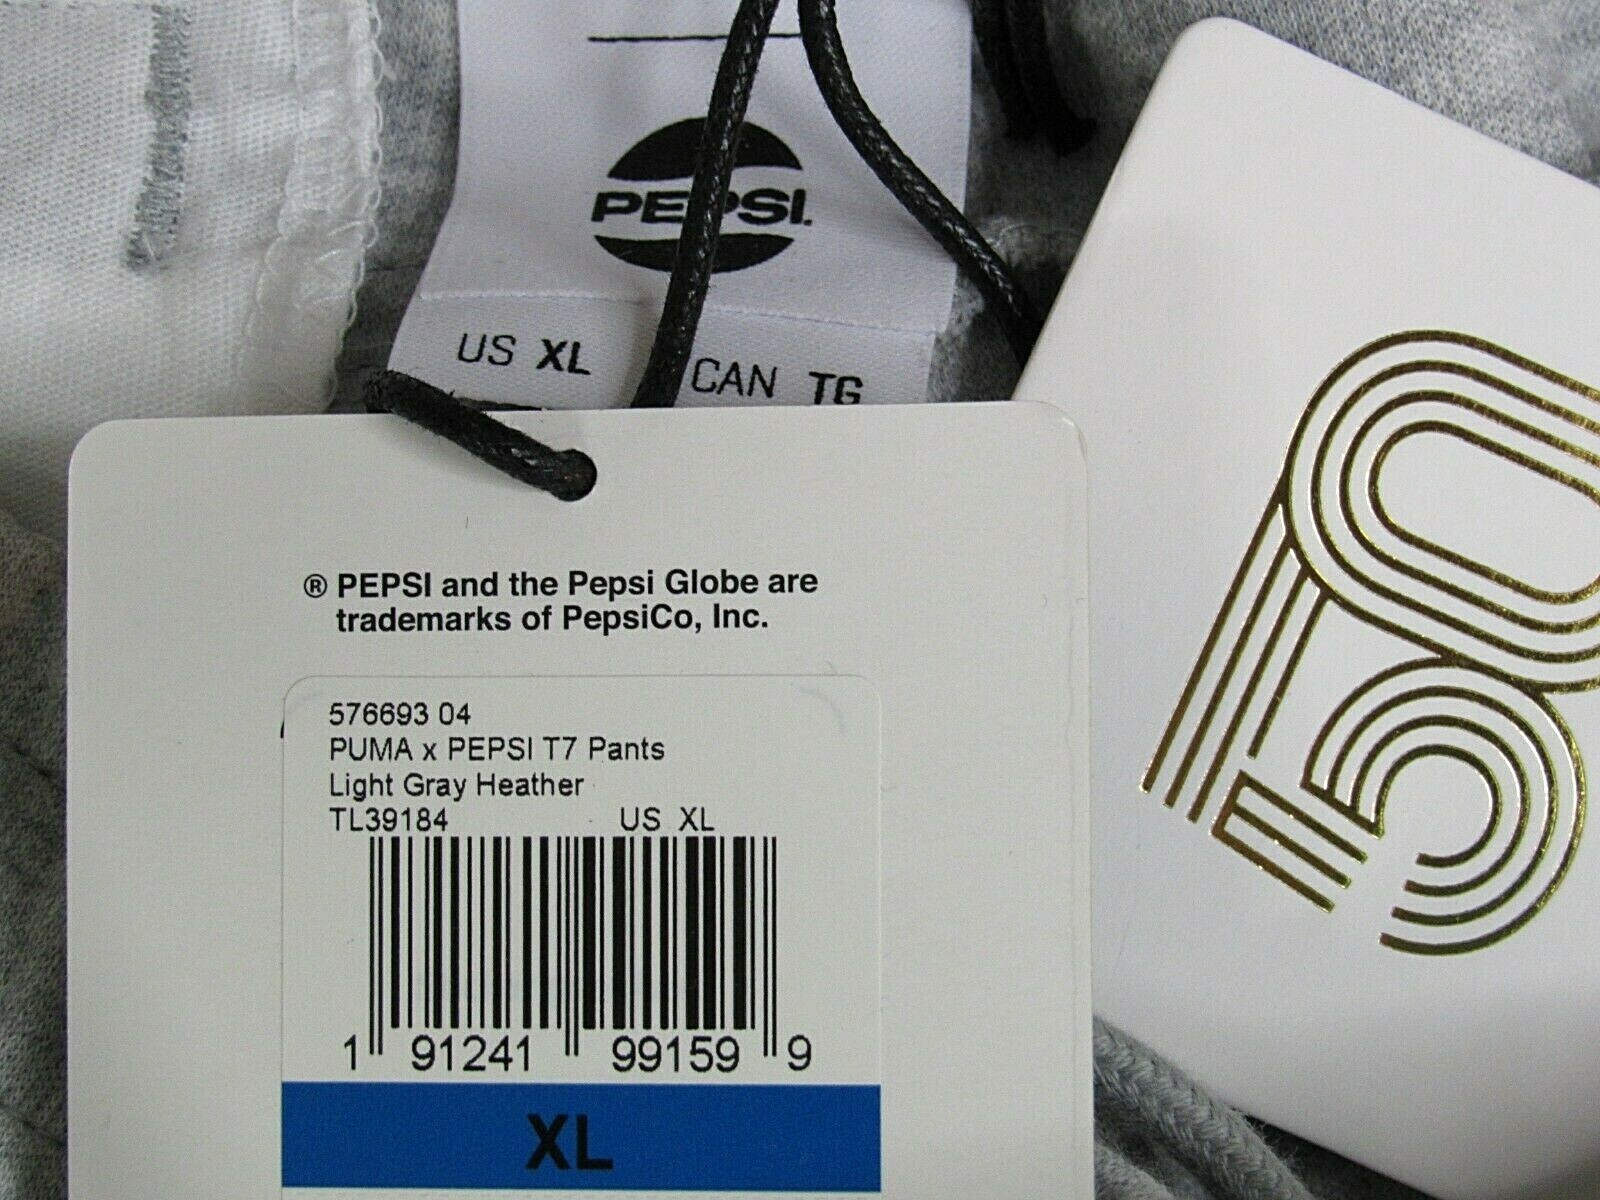 PEPSI.
US XL CAN TG
® PEPSI and the Pepsi Globe are
trademarks of PepsiCo, Inc.
576693 04
PUMA x PEPSI T7 Pants
Light Gray Heather
TL39184 US XL
1 91241 99159 9
XL
50